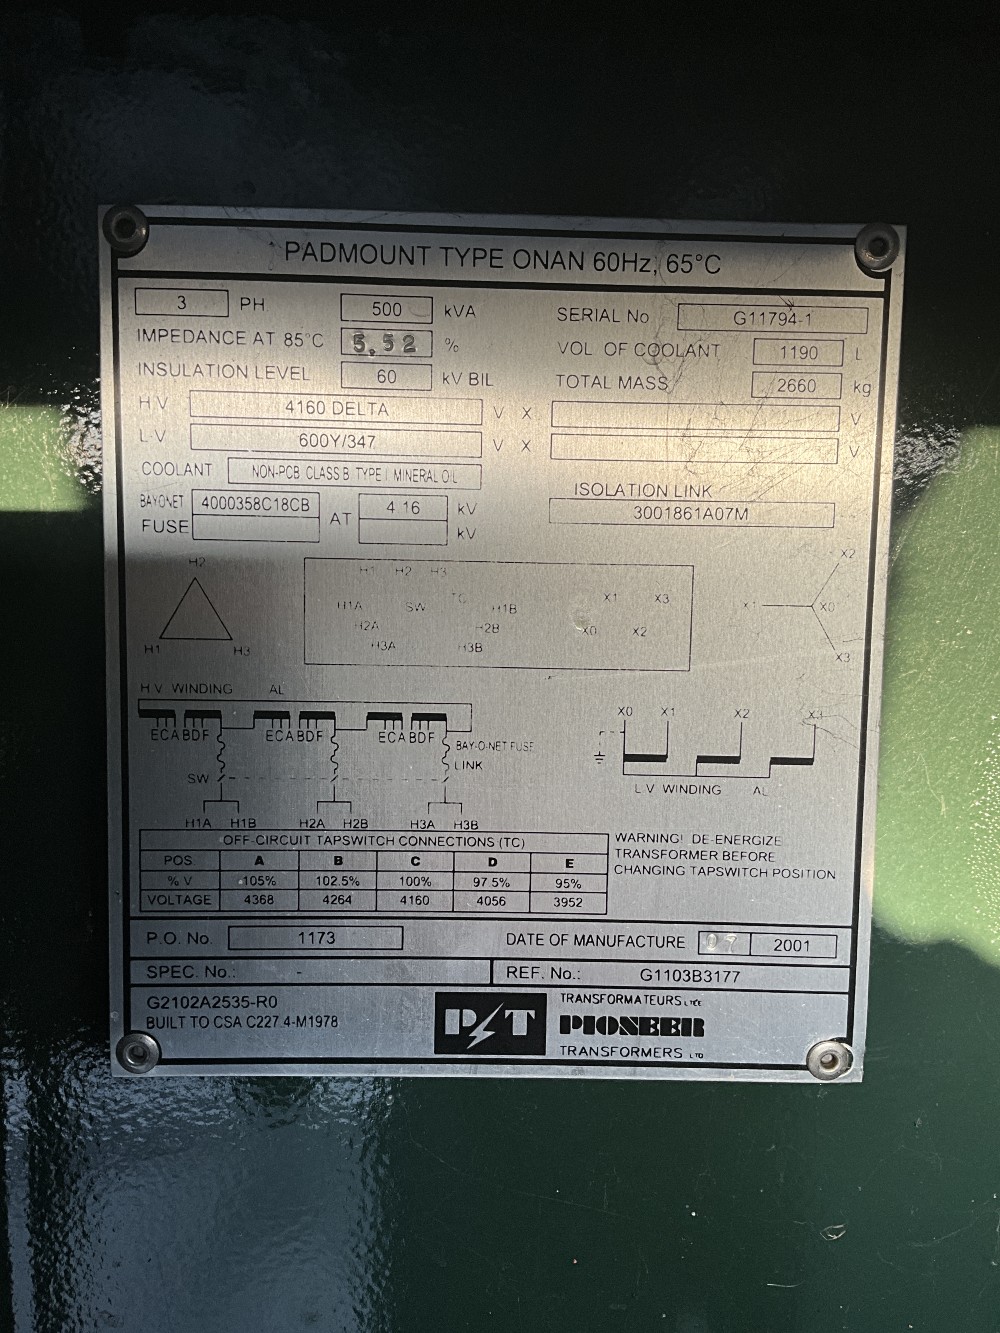 PADMOUNT TYPE ONAN 60Hz, 65°C
3 PH 500 kVA SERIAL No G11794-1
IMPEDANCE AT 85°C 5.52 % VOL OF COOLANT 1190 L
INSULATION LEVEL 60 kV BIL TOTAL MASS 2660 kg
H.V 4160 DELTA V X V
L-V 600Y/347 V X V
COOLANT NON-PCB CLASS B TYPE I MINERAL OIL
ISOLATION LINK
BAYONET 4000358C18CB AT 4.16 kV 3001861A07M
FUSE kV
H2 H1 H2 H3 X2
H1A SW TC H1B X1 X3 X1 X0
H2A H2B X0 X2
H1 H3 H3A H3B X3
H.V WINDING AL
X0 X1 X2 X3
ECABDF ECABDF ECABDF BAY-O-NET FUSE
LINK
SW
L.V WINDING AL
H1A H1B H2A H2B H3A H3B
OFF-CIRCUIT TAPSWITCH CONNECTIONS (TC)
POS A B C D E
% V 105% 102.5% 100% 97.5% 95%
VOLTAGE 4368 4264 4160 4056 3952
WARNING! DE-ENERGIZE
TRANSFORMER BEFORE
CHANGING TAPSWITCH POSITION
P.O. No. 1173 DATE OF MANUFACTURE 07 2001
SPEC. No.: - REF. No.: G1103B3177
G2102A2535-R0
BUILT TO CSA C227.4-M1978
P/T
TRANSFORMATEURS LTÉE
PIONEER
TRANSFORMERS LTD